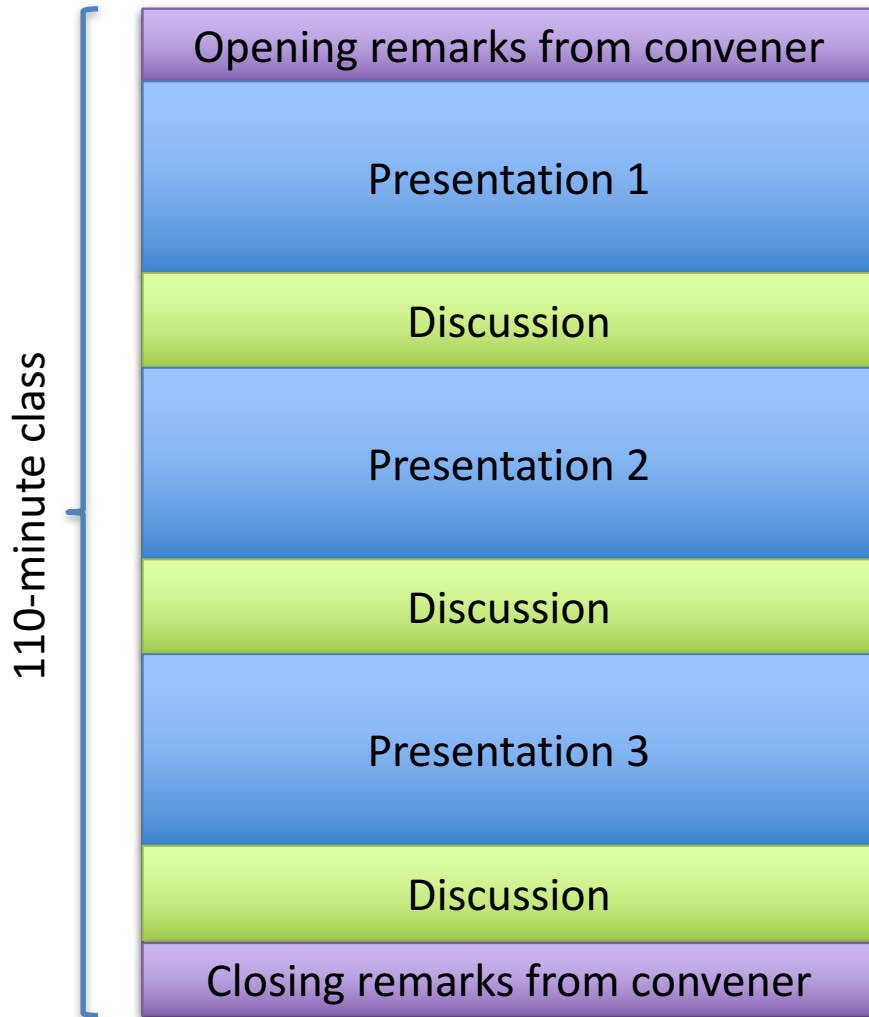 Opening remarks from convener
Presentation 1
Discussion
Presentation 2
Discussion
Presentation 3
Discussion
Closing remarks from convener
110-minute class